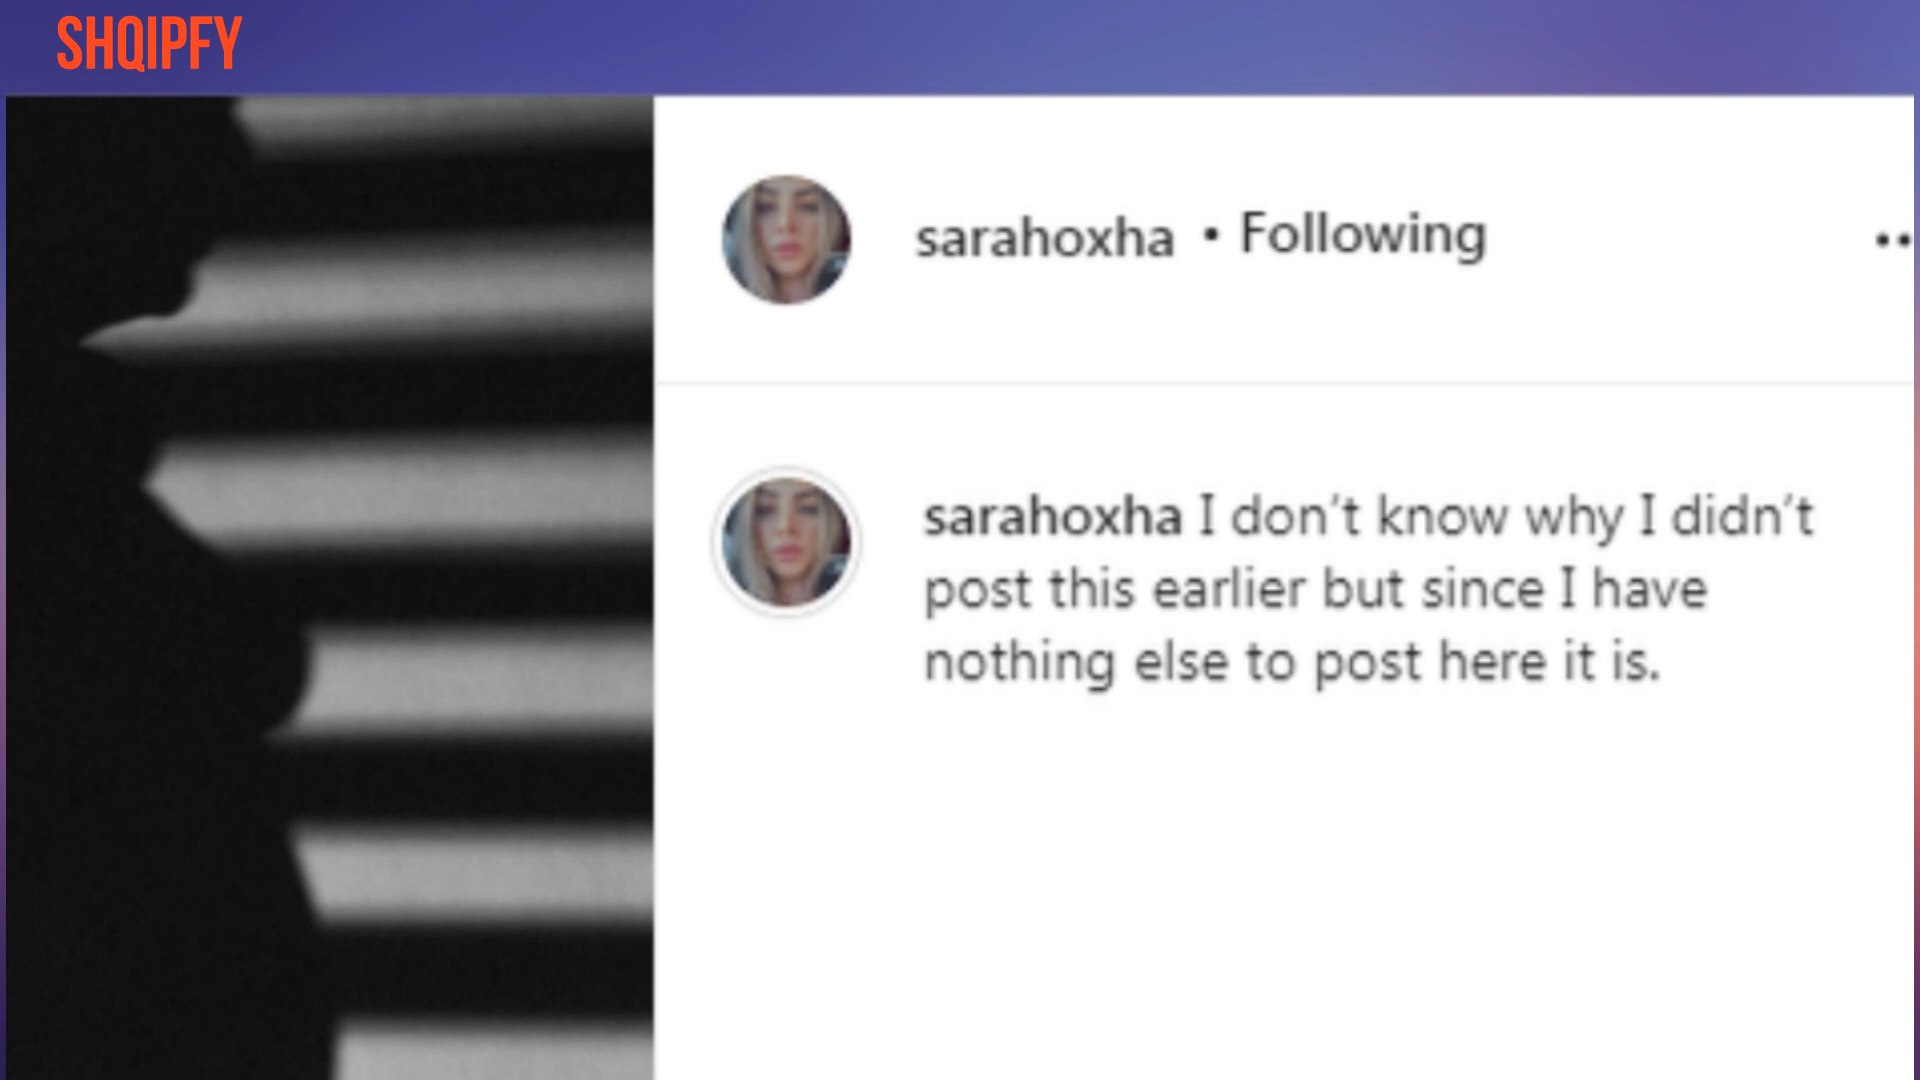 SHQIPFY
sarahoxha • Following
sarahoxha I don’t know why I didn’t
post this earlier but since I have
nothing else to post here it is.